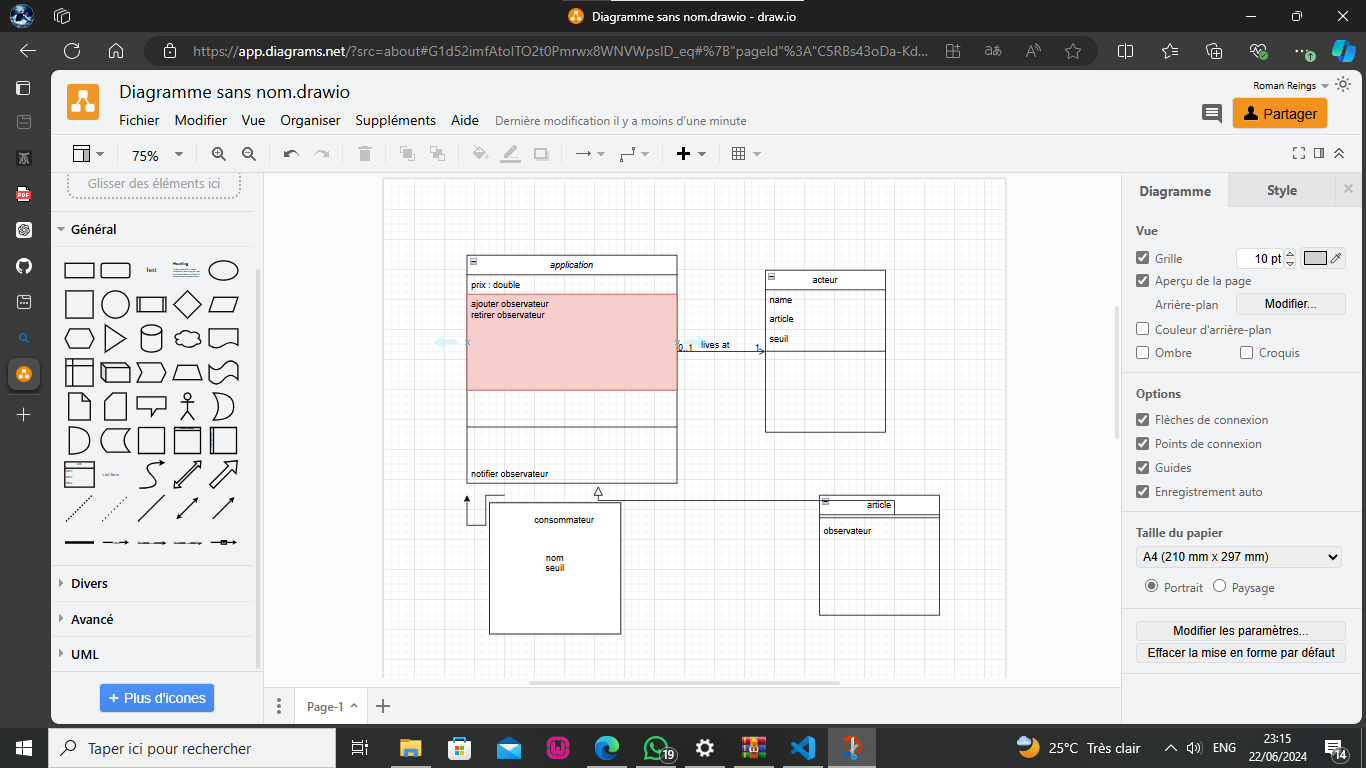 Diagramme sans nom.drawio - draw.io
https://app.diagrams.net/?src=about#G1d52imfAtoITO2t0Pmrwx8WNVWpsID_eq#%7B"pageId"%3A"C5RBs43oDa-Kd...
Diagramme sans nom.drawio
Roman Reings
Fichier Modifier Vue Organiser Suppléments Aide Dernière modification il y a moins d'une minute
Partager
75%
Glisser des éléments ici
Général
Text
Heading
List Item
Divers
Avancé
UML
+ Plus d'icones
application
prix : double
ajouter observateur
retirer observateur
notifier observateur
0..1 lives at 1
acteur
name
article
seuil
consommateur
nom
seuil
article
observateur
Page-1
Diagramme Style
Vue
Grille 10 pt
Aperçu de la page
Arrière-plan Modifier...
Couleur d'arrière-plan
Ombre Croquis
Options
Flèches de connexion
Points de connexion
Guides
Enregistrement auto
Taille du papier
A4 (210 mm x 297 mm)
Portrait Paysage
Modifier les paramètres...
Effacer la mise en forme par défaut
Taper ici pour rechercher
19
25°C Très clair
ENG
23:15
22/06/2024
14